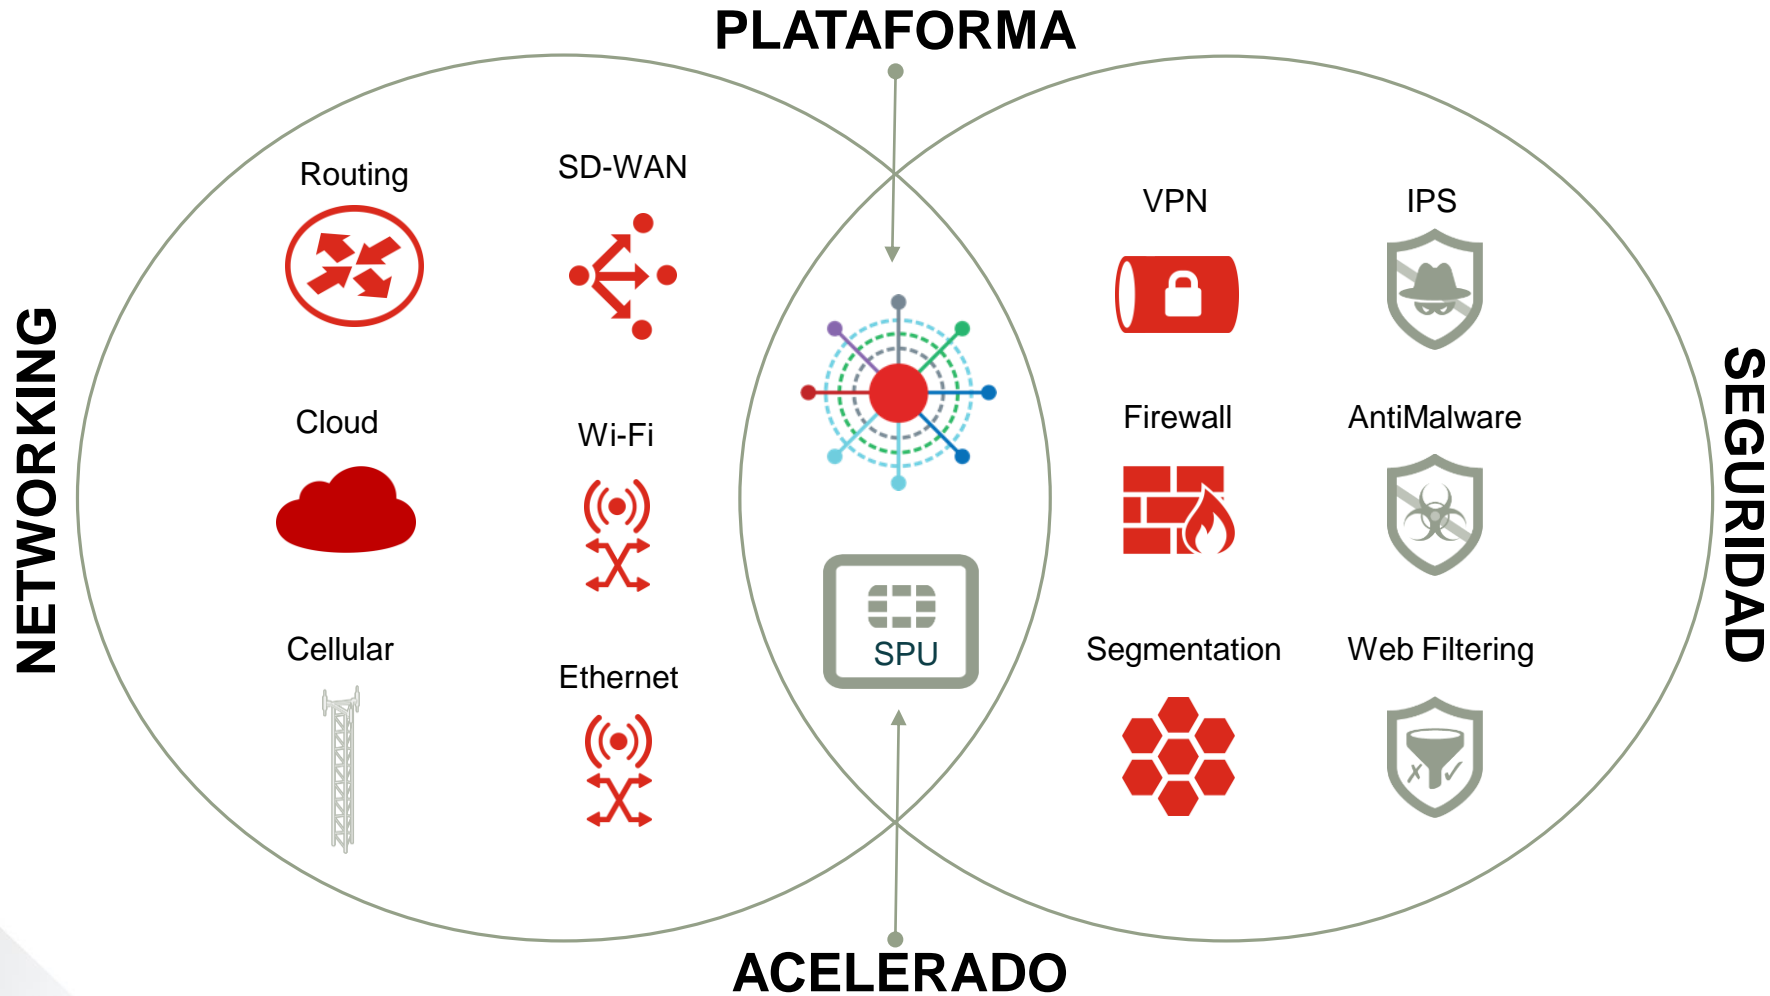 PLATAFORMA
NETWORKING
Routing
SD-WAN
Cloud
Wi-Fi
Cellular
Ethernet
SPU
VPN
IPS
Firewall
AntiMalware
Segmentation
Web Filtering
SEGURIDAD
ACELERADO